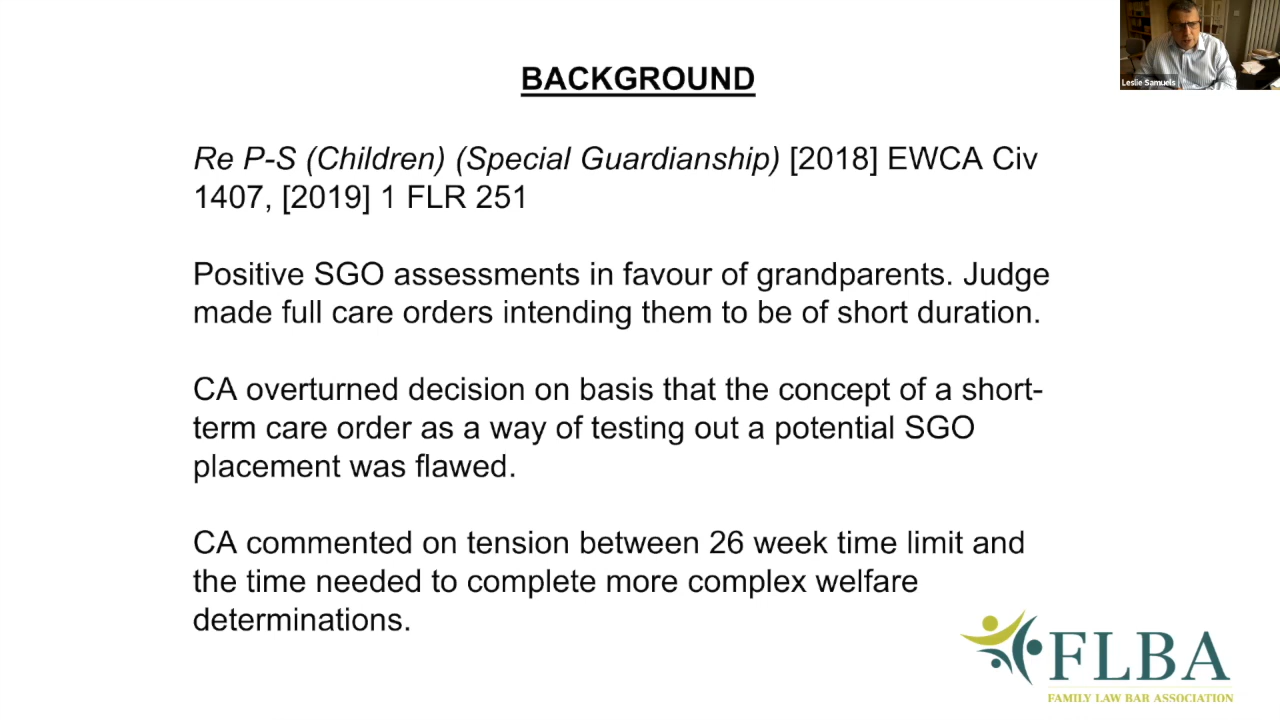 Leslie Samuels
BACKGROUND
Re P-S (Children) (Special Guardianship) [2018] EWCA Civ
1407, [2019] 1 FLR 251
Positive SGO assessments in favour of grandparents. Judge
made full care orders intending them to be of short duration.
CA overturned decision on basis that the concept of a short-
term care order as a way of testing out a potential SGO
placement was flawed.
CA commented on tension between 26 week time limit and
the time needed to complete more complex welfare
determinations.
FLBA
FAMILY LAW BAR ASSOCIATION